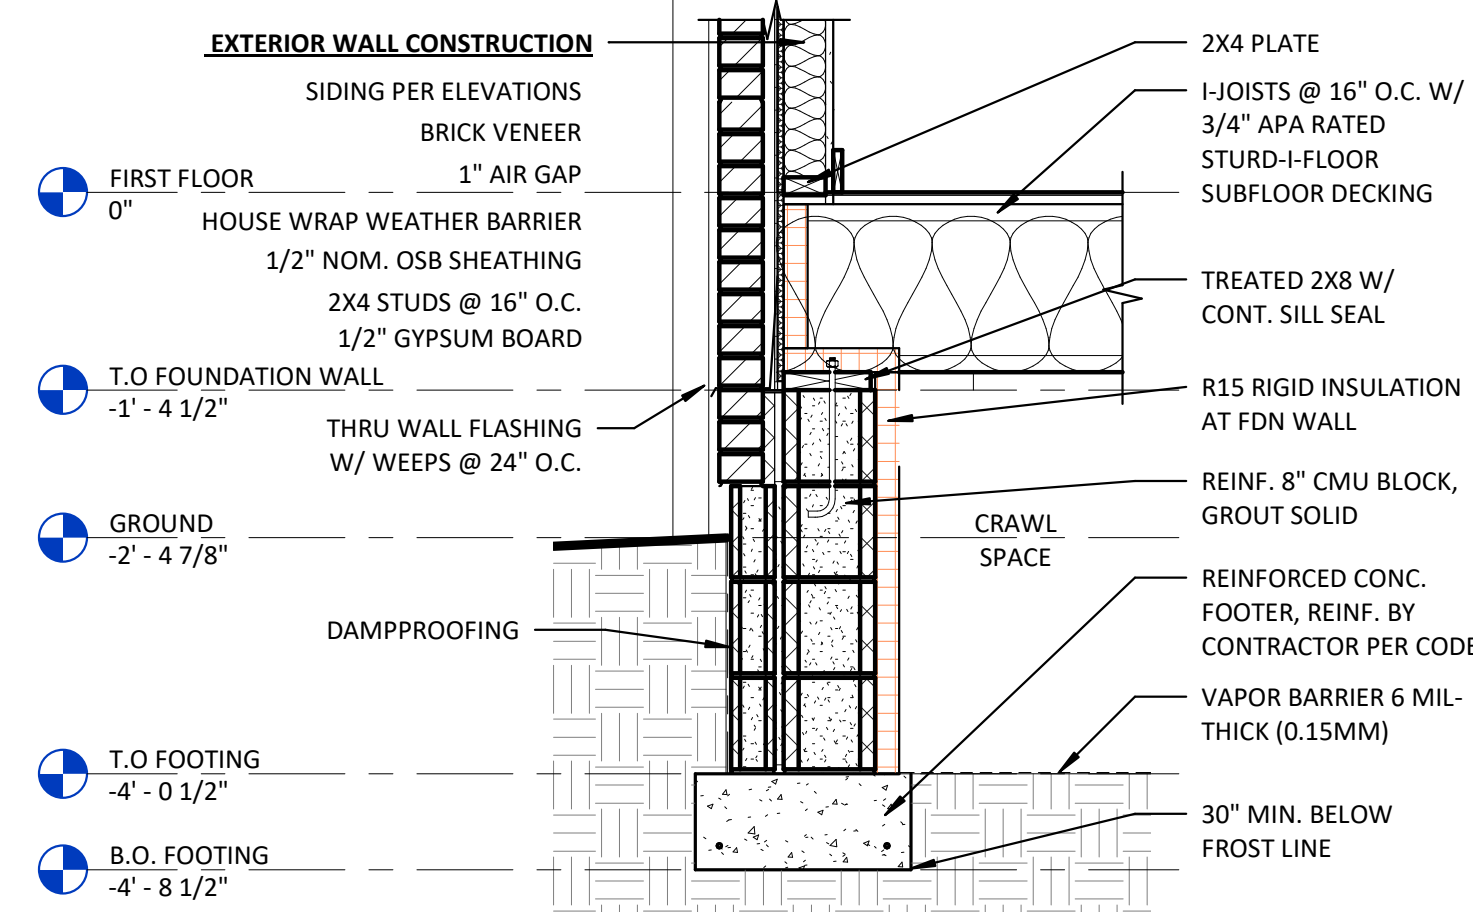 EXTERIOR WALL CONSTRUCTION
SIDING PER ELEVATIONS
BRICK VENEER
1" AIR GAP
HOUSE WRAP WEATHER BARRIER
1/2" NOM. OSB SHEATHING
2X4 STUDS @ 16" O.C.
1/2" GYPSUM BOARD
THRU WALL FLASHING
W/ WEEPS @ 24" O.C.
DAMPPROOFING
FIRST FLOOR
0"
T.O FOUNDATION WALL
-1' - 4 1/2"
GROUND
-2' - 4 7/8"
T.O FOOTING
-4' - 0 1/2"
B.O. FOOTING
-4' - 8 1/2"
CRAWL
SPACE
2X4 PLATE
I-JOISTS @ 16" O.C. W/
3/4" APA RATED
STURD-I-FLOOR
SUBFLOOR DECKING
TREATED 2X8 W/
CONT. SILL SEAL
R15 RIGID INSULATION
AT FDN WALL
REINF. 8" CMU BLOCK,
GROUT SOLID
REINFORCED CONC.
FOOTER, REINF. BY
CONTRACTOR PER CODE
VAPOR BARRIER 6 MIL-
THICK (0.15MM)
30" MIN. BELOW
FROST LINE